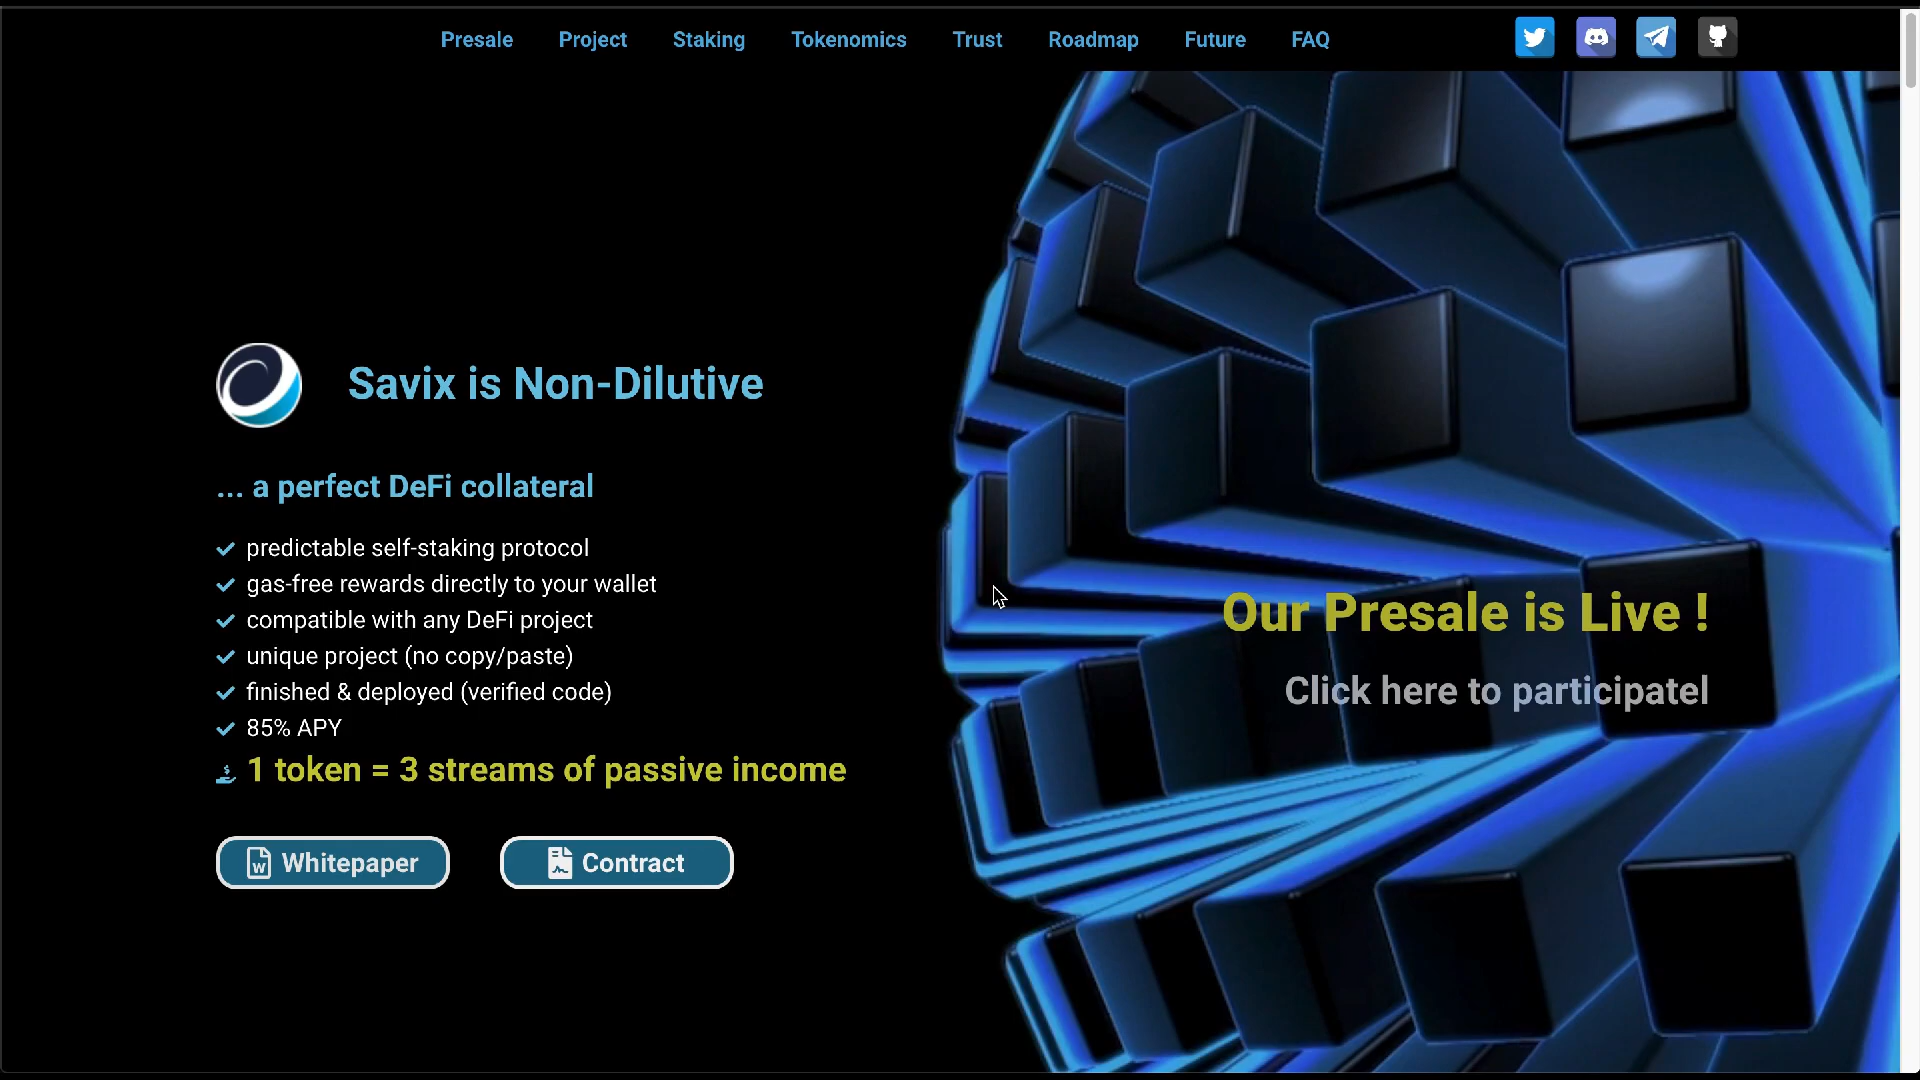 Presale Project Staking Tokenomics Trust Roadmap Future FAQ
Savix is Non-Dilutive
... a perfect DeFi collateral
predictable self-staking protocol
gas-free rewards directly to your wallet
compatible with any DeFi project
unique project (no copy/paste)
finished & deployed (verified code)
85% APY
1 token = 3 streams of passive income
Whitepaper
Contract
Our Presale is Live !
Click here to participatel